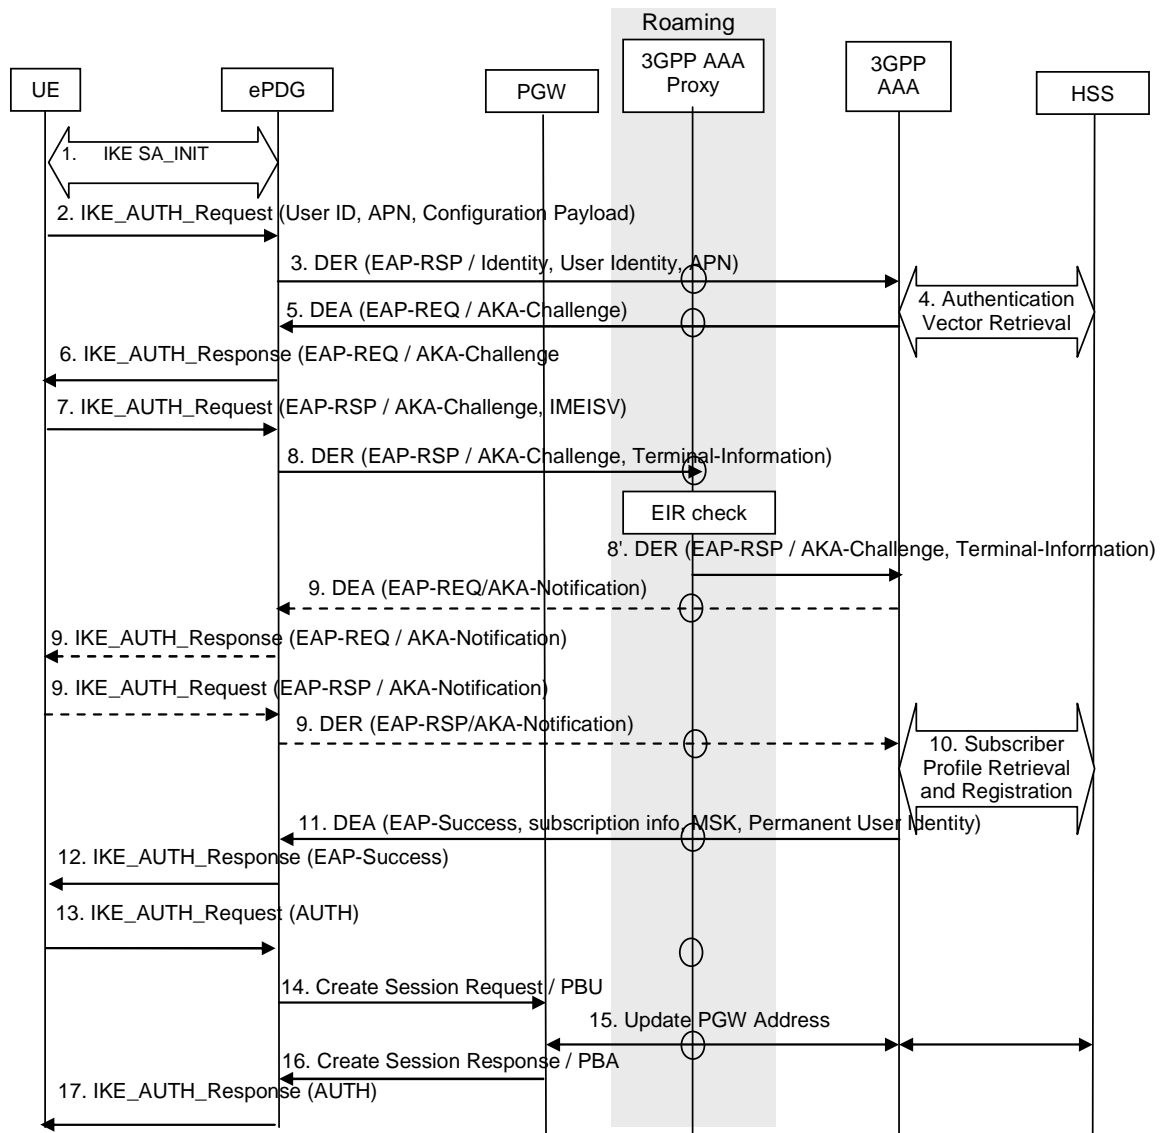 Roaming
UE
ePDG
PGW
3GPP AAA
Proxy
3GPP
AAA
HSS
1. IKE SA_INIT
2. IKE_AUTH_Request (User ID, APN, Configuration Payload)
3. DER (EAP-RSP / Identity, User Identity, APN)
4. Authentication
Vector Retrieval
5. DEA (EAP-REQ / AKA-Challenge)
6. IKE_AUTH_Response (EAP-REQ / AKA-Challenge
7. IKE_AUTH_Request (EAP-RSP / AKA-Challenge, IMEISV)
8. DER (EAP-RSP / AKA-Challenge, Terminal-Information)
EIR check
8'. DER (EAP-RSP / AKA-Challenge, Terminal-Information)
9. DEA (EAP-REQ/AKA-Notification)
9. IKE_AUTH_Response (EAP-REQ / AKA-Notification)
9. IKE_AUTH_Request (EAP-RSP / AKA-Notification)
9. DER (EAP-RSP/AKA-Notification)
10. Subscriber
Profile Retrieval
and Registration
11. DEA (EAP-Success, subscription info, MSK, Permanent User Identity)
12. IKE_AUTH_Response (EAP-Success)
13. IKE_AUTH_Request (AUTH)
14. Create Session Request / PBU
15. Update PGW Address
16. Create Session Response / PBA
17. IKE_AUTH_Response (AUTH)